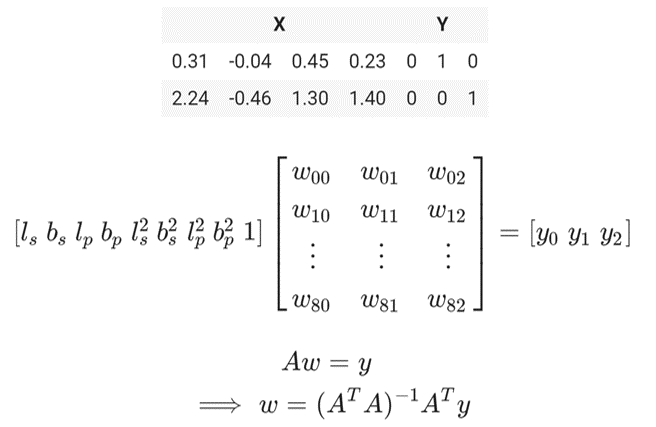 X Y
0.31 -0.04 0.45 0.23 0 1 0
2.24 -0.46 1.30 1.40 0 0 1
[l_s b_s l_p b_p l_s^2 b_s^2 l_p^2 b_p^2 1] [w_00 w_01 w_02
w_10 w_11 w_12
⋮ ⋮ ⋮
w_80 w_81 w_82] = [y_0 y_1 y_2]
Aw = y
⟹ w = (A^T A)^{-1} A^T y